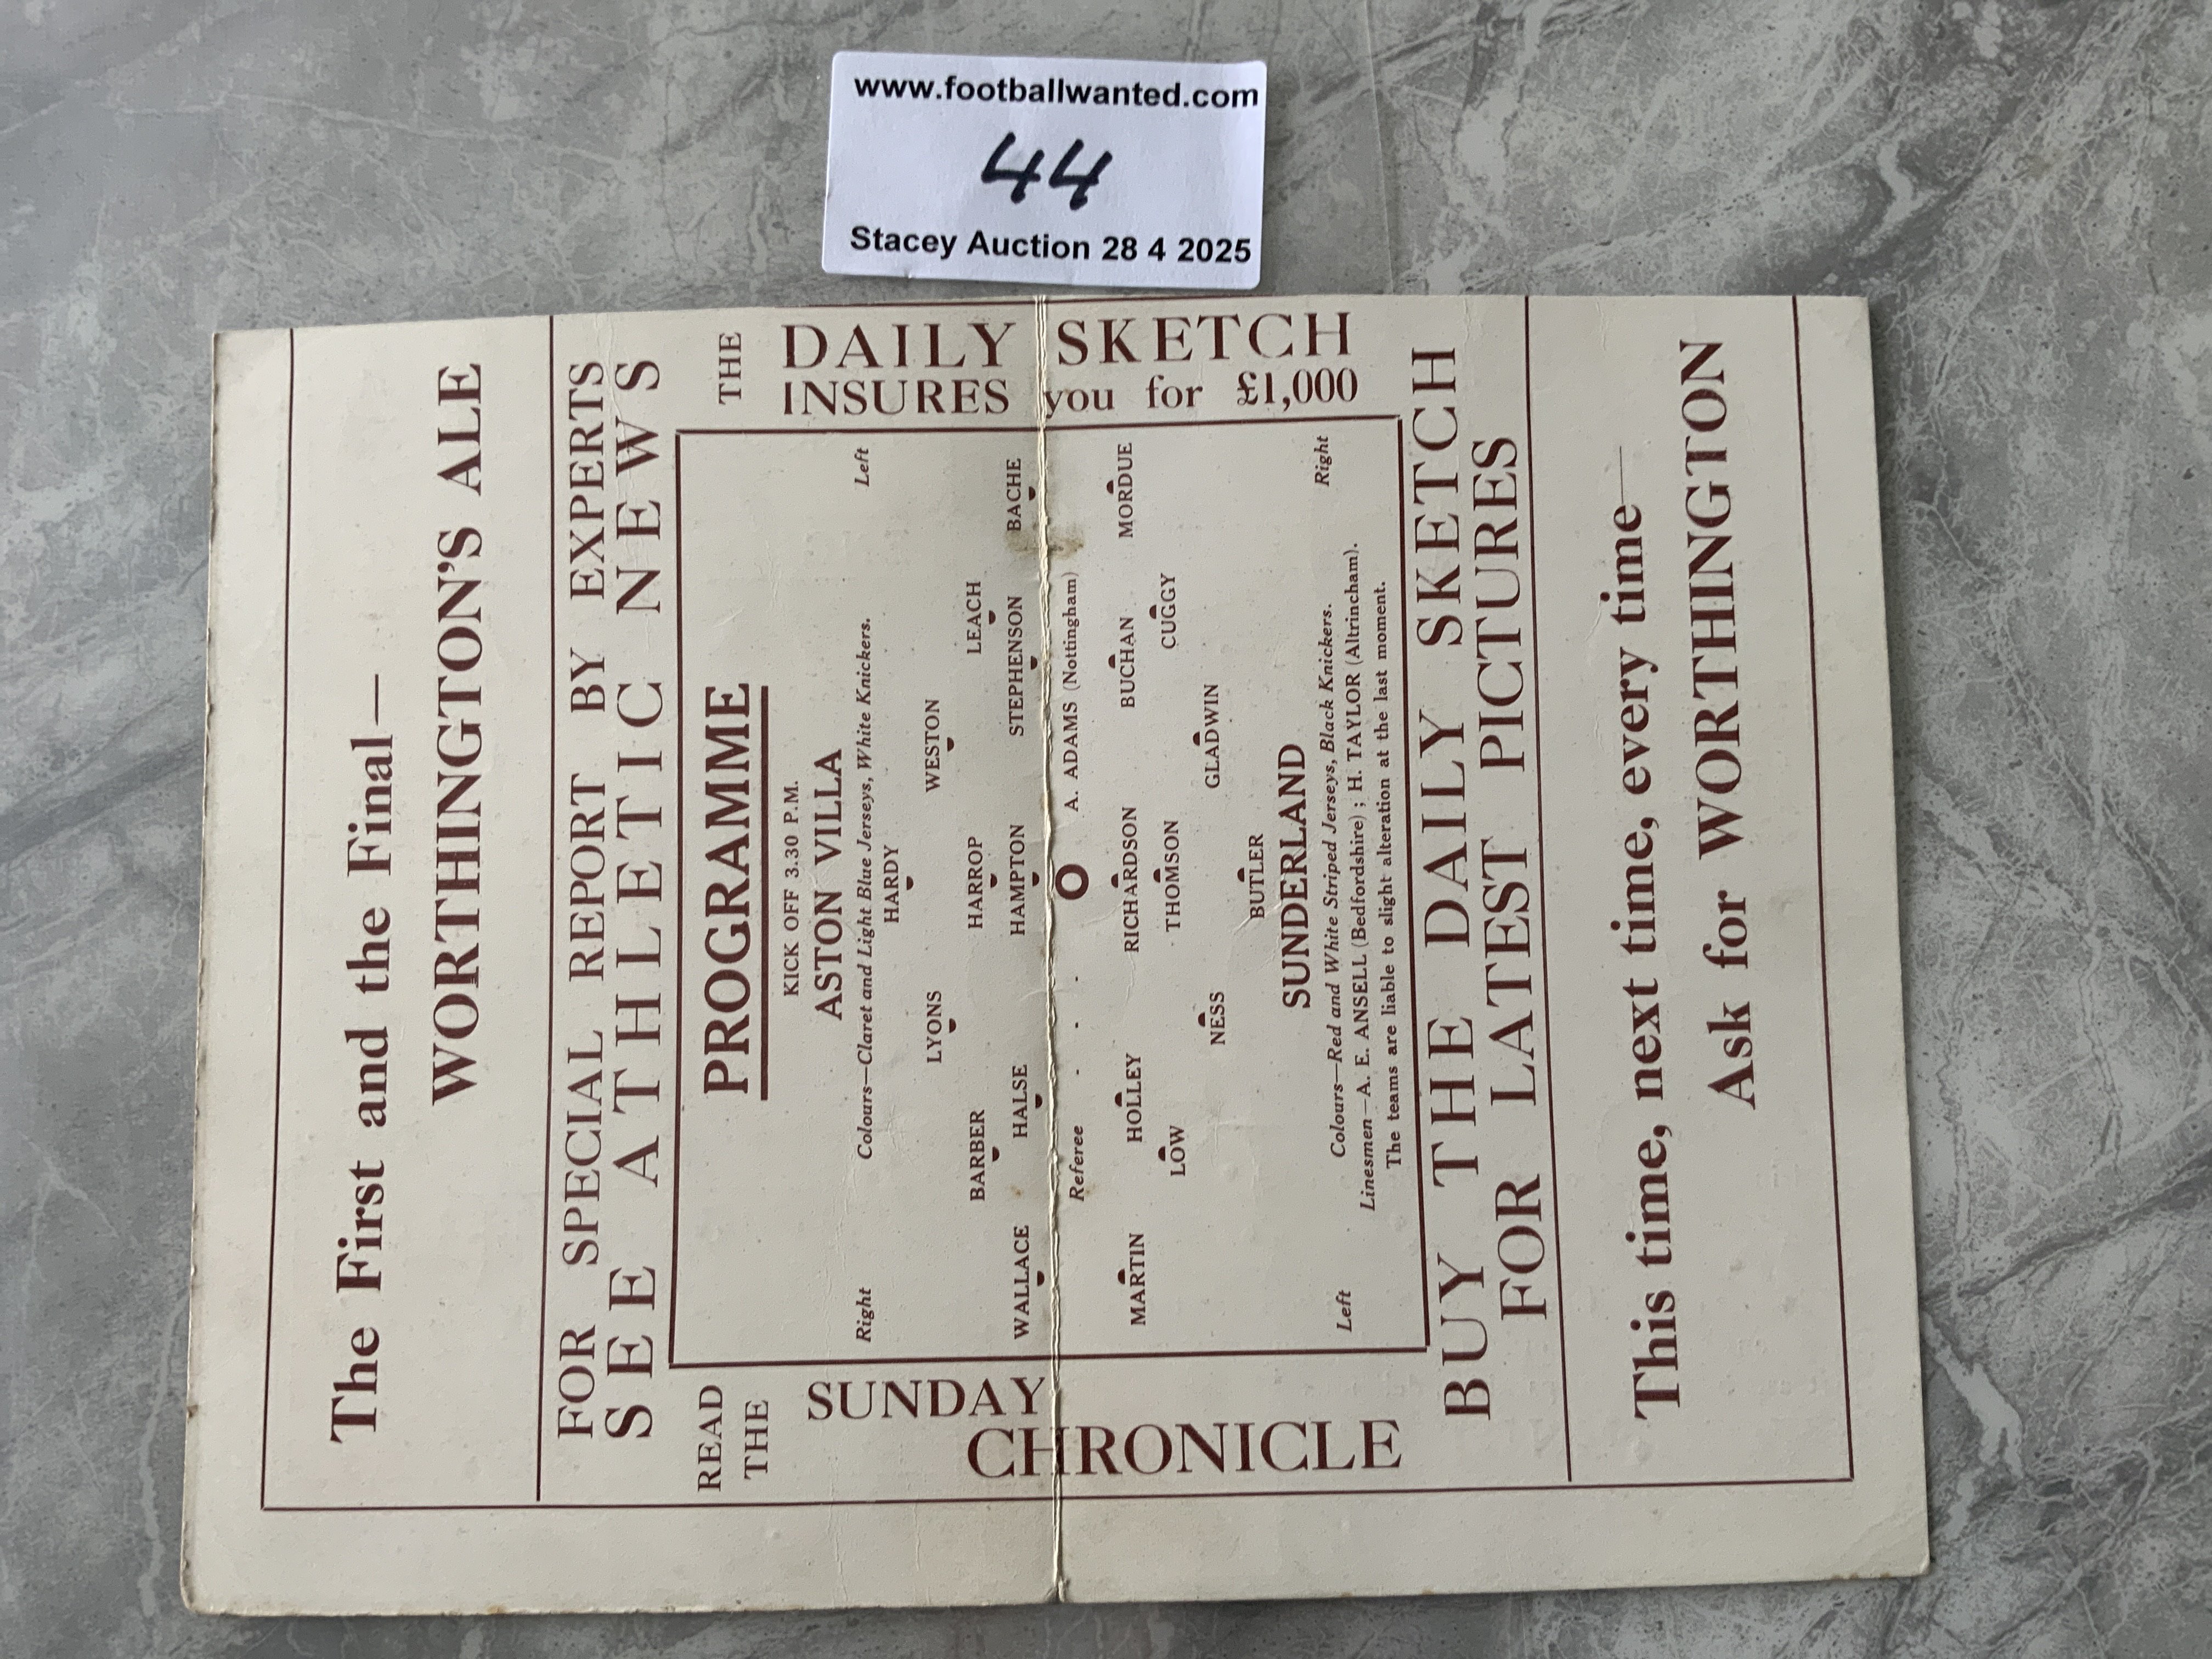 www.footballwanted.com
44
Stacey Auction 28 4 2025
The First and the Final—
WORTHINGTON'S ALE
FOR SPECIAL REPORT BY EXPERTS
SEE ATHLETIC NEWS
READ
THE
SUNDAY
CHRONICLE
THE
DAILY SKETCH
INSURES you for £1,000
PROGRAMME
KICK OFF 3.30 P.M.
ASTON VILLA
Right Colours—Claret and Light Blue Jerseys, White Knickers. Left
HARDY
LYONS WESTON
BARBER HARROP LEACH
WALLACE HALSE HAMPTON STEPHENSON BACHE
Referee - - - O A. ADAMS (Nottingham)
MARTIN HOLLEY RICHARDSON BUCHAN MORDUE
LOW THOMSON CUGGY
NESS GLADWIN
BUTLER
SUNDERLAND
Left Colours—Red and White Striped Jerseys, Black Knickers. Right
Linesmen—A. E. ANSELL (Bedfordshire) ; H. TAYLOR (Altrincham).
The teams are liable to slight alteration at the last moment.
BUY THE DAILY SKETCH
FOR LATEST PICTURES
This time, next time, every time—
Ask for WORTHINGTON